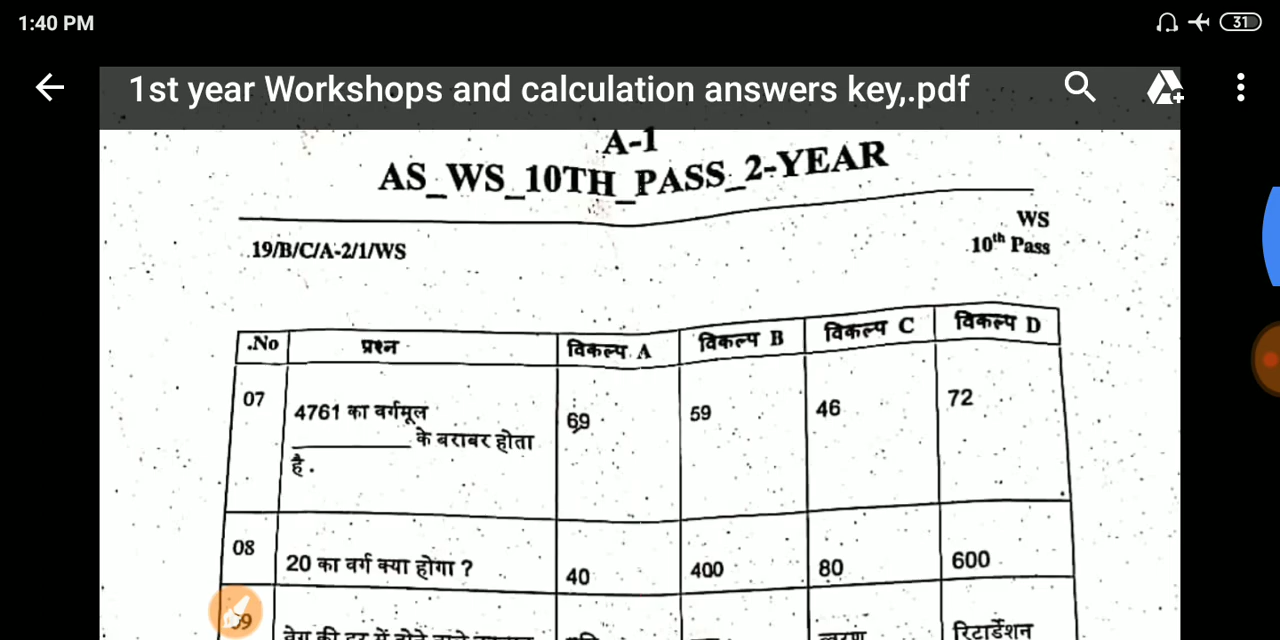 1:40 PM
31
1st year Workshops and calculation answers key,.pdf
A-1
AS_WS_10TH_PASS_2-YEAR
WS
19/B/C/A-2/1/WS
10th Pass
.No प्रश्न विकल्प A विकल्प B विकल्प C विकल्प D
07 4761 का वर्गमूल 69 59 46 72
__________ के बराबर होता
है.
08 20 का वर्ग क्या होगा ? 40 400 80 600
रिटार्डेशन